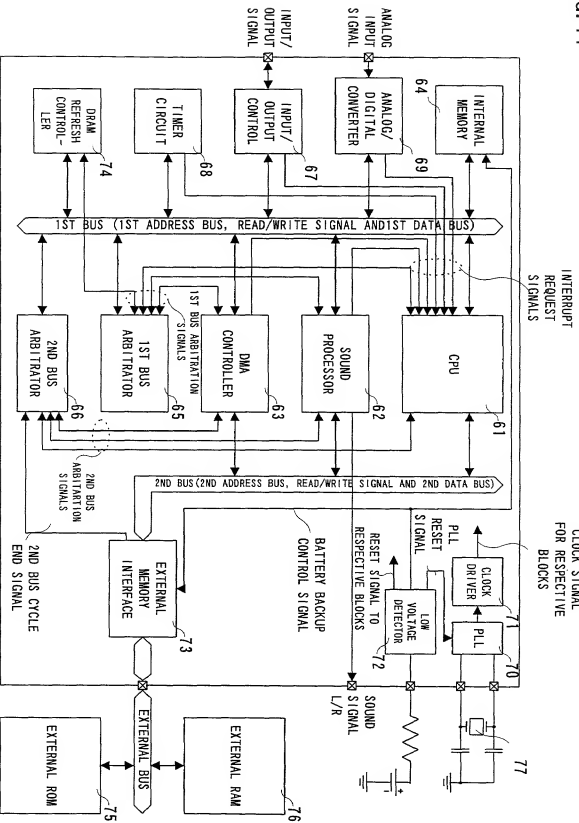 INPUT/
OUTPUT
SIGNAL
ANALOG
INPUT
SIGNAL
DRAM
REFRESH
CONTROL-
LER
74
TIMER
CIRCUIT
68
INPUT/
OUTPUT
CONTROL
67
ANALOG/
DIGITAL
CONVERTER
69
INTERNAL
MEMORY
64
1ST BUS (1ST ADDRESS BUS, READ/WRITE SIGNAL AND1ST DATA BUS)
INTERRUPT
REQUEST
SIGNALS
1ST BUS ARBITRATION
SIGNALS
2ND BUS
ARBITRATOR
66
1ST BUS
ARBITRATOR
65
DMA
CONTROLLER
63
SOUND
PROCESSOR
62
CPU
61
2ND BUS
ARBITARTION
SIGNALS
2ND BUS(2ND ADDRESS BUS, READ/WRITE SIGNAL AND 2ND DATA BUS)
2ND BUS CYCLE
END SIGNAL
EXTERNAL
MEMORY
INTERFACE
73
BATTERY BACKUP
CONTROL SIGNAL
RESET SIGNAL TO
RESPECTIVE BLOCKS
PLL
RESET
SIGNAL
LOW
VOLTAGE
DETECTOR
72
CLOCK SIGNAL
FOR RESPECTIVE
BLOCKS
CLOCK
DRIVER
71
PLL
70
SOUND
SIGNAL
L/R
77
EXTERNAL BUS
EXTERNAL ROM
75
EXTERNAL RAM
76